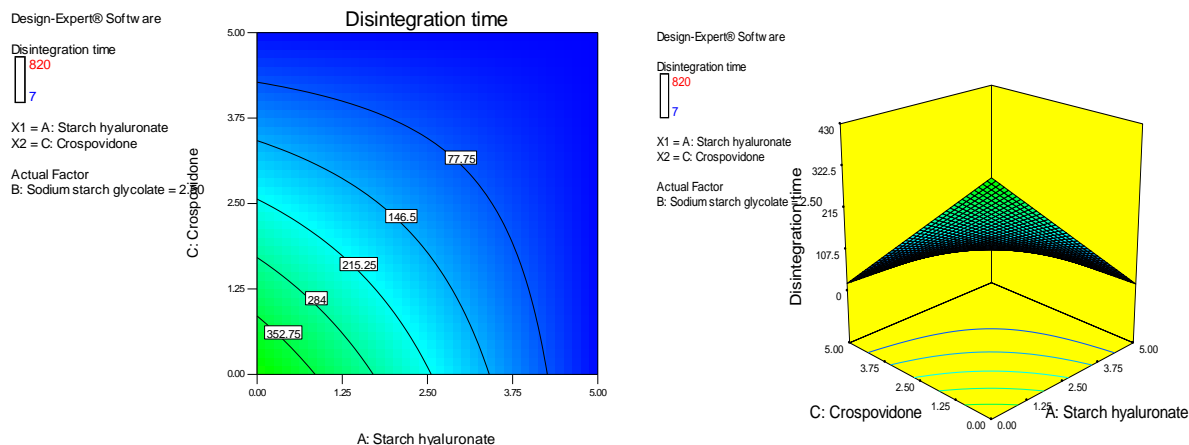 Design-Expert® Software
Disintegration time
820
7
X1 = A: Starch hyaluronate
X2 = C: Crospovidone
Actual Factor
B: Sodium starch glycolate = 2.50
Disintegration time
5.00
3.75
2.50
1.25
0.00
C: Crospovidone
77.75
146.5
215.25
284
352.75
0.00
1.25
2.50
3.75
5.00
A: Starch hyaluronate
Design-Expert® Software
Disintegration time
820
7
X1 = A: Starch hyaluronate
X2 = C: Crospovidone
Actual Factor
B: Sodium starch glycolate = 2.50
430
322.5
215
107.5
0
Disintegration time
5.00
3.75
2.50
1.25
0.00
C: Crospovidone
5.00
3.75
2.50
1.25
0.00
A: Starch hyaluronate